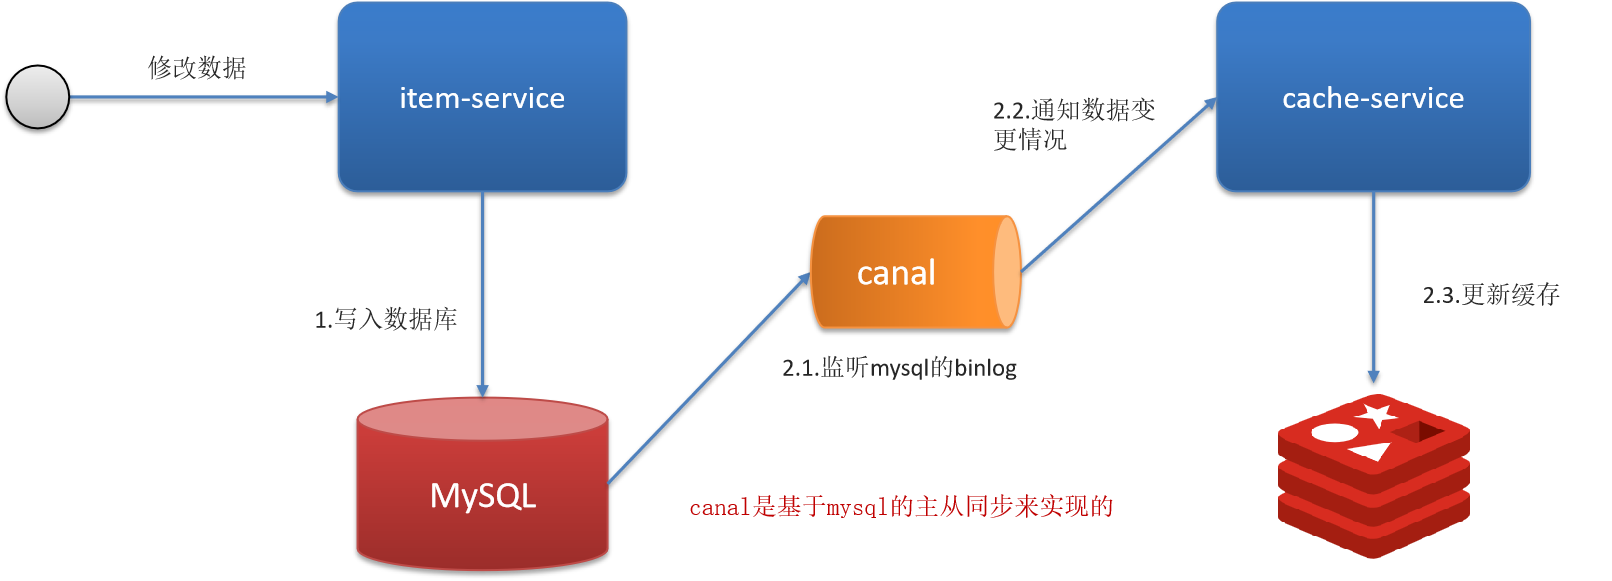 修改数据
item-service
cache-service
2.2.通知数据变
更情况
canal
2.3.更新缓存
1.写入数据库
2.1.监听mysql的binlog
MySQL
canal是基于mysql的主从同步来实现的